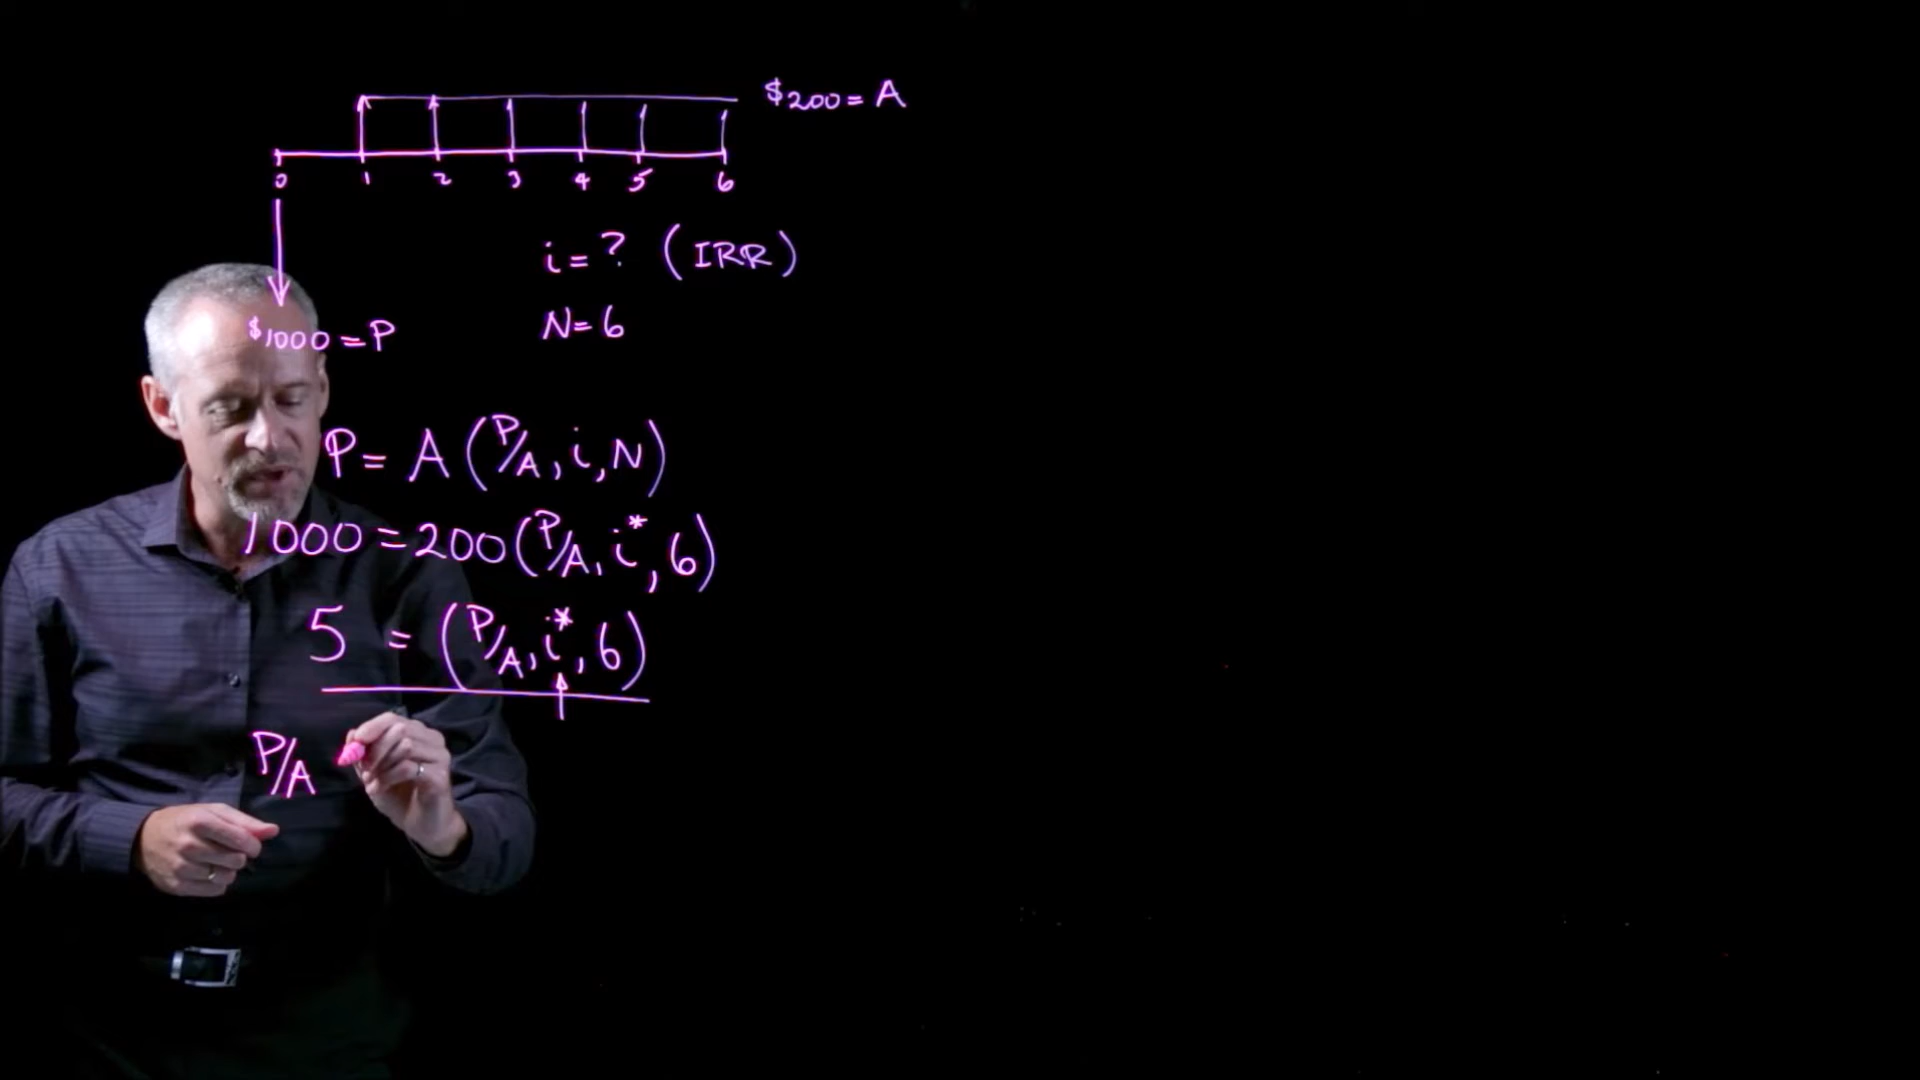 $200 = A
0 1 2 3 4 5 6
i = ? (IRR)
N = 6
$1000 = P
P = A (P/A, i, N)
1000 = 200 (P/A, i*, 6)
5 = (P/A, i*, 6)
P/A